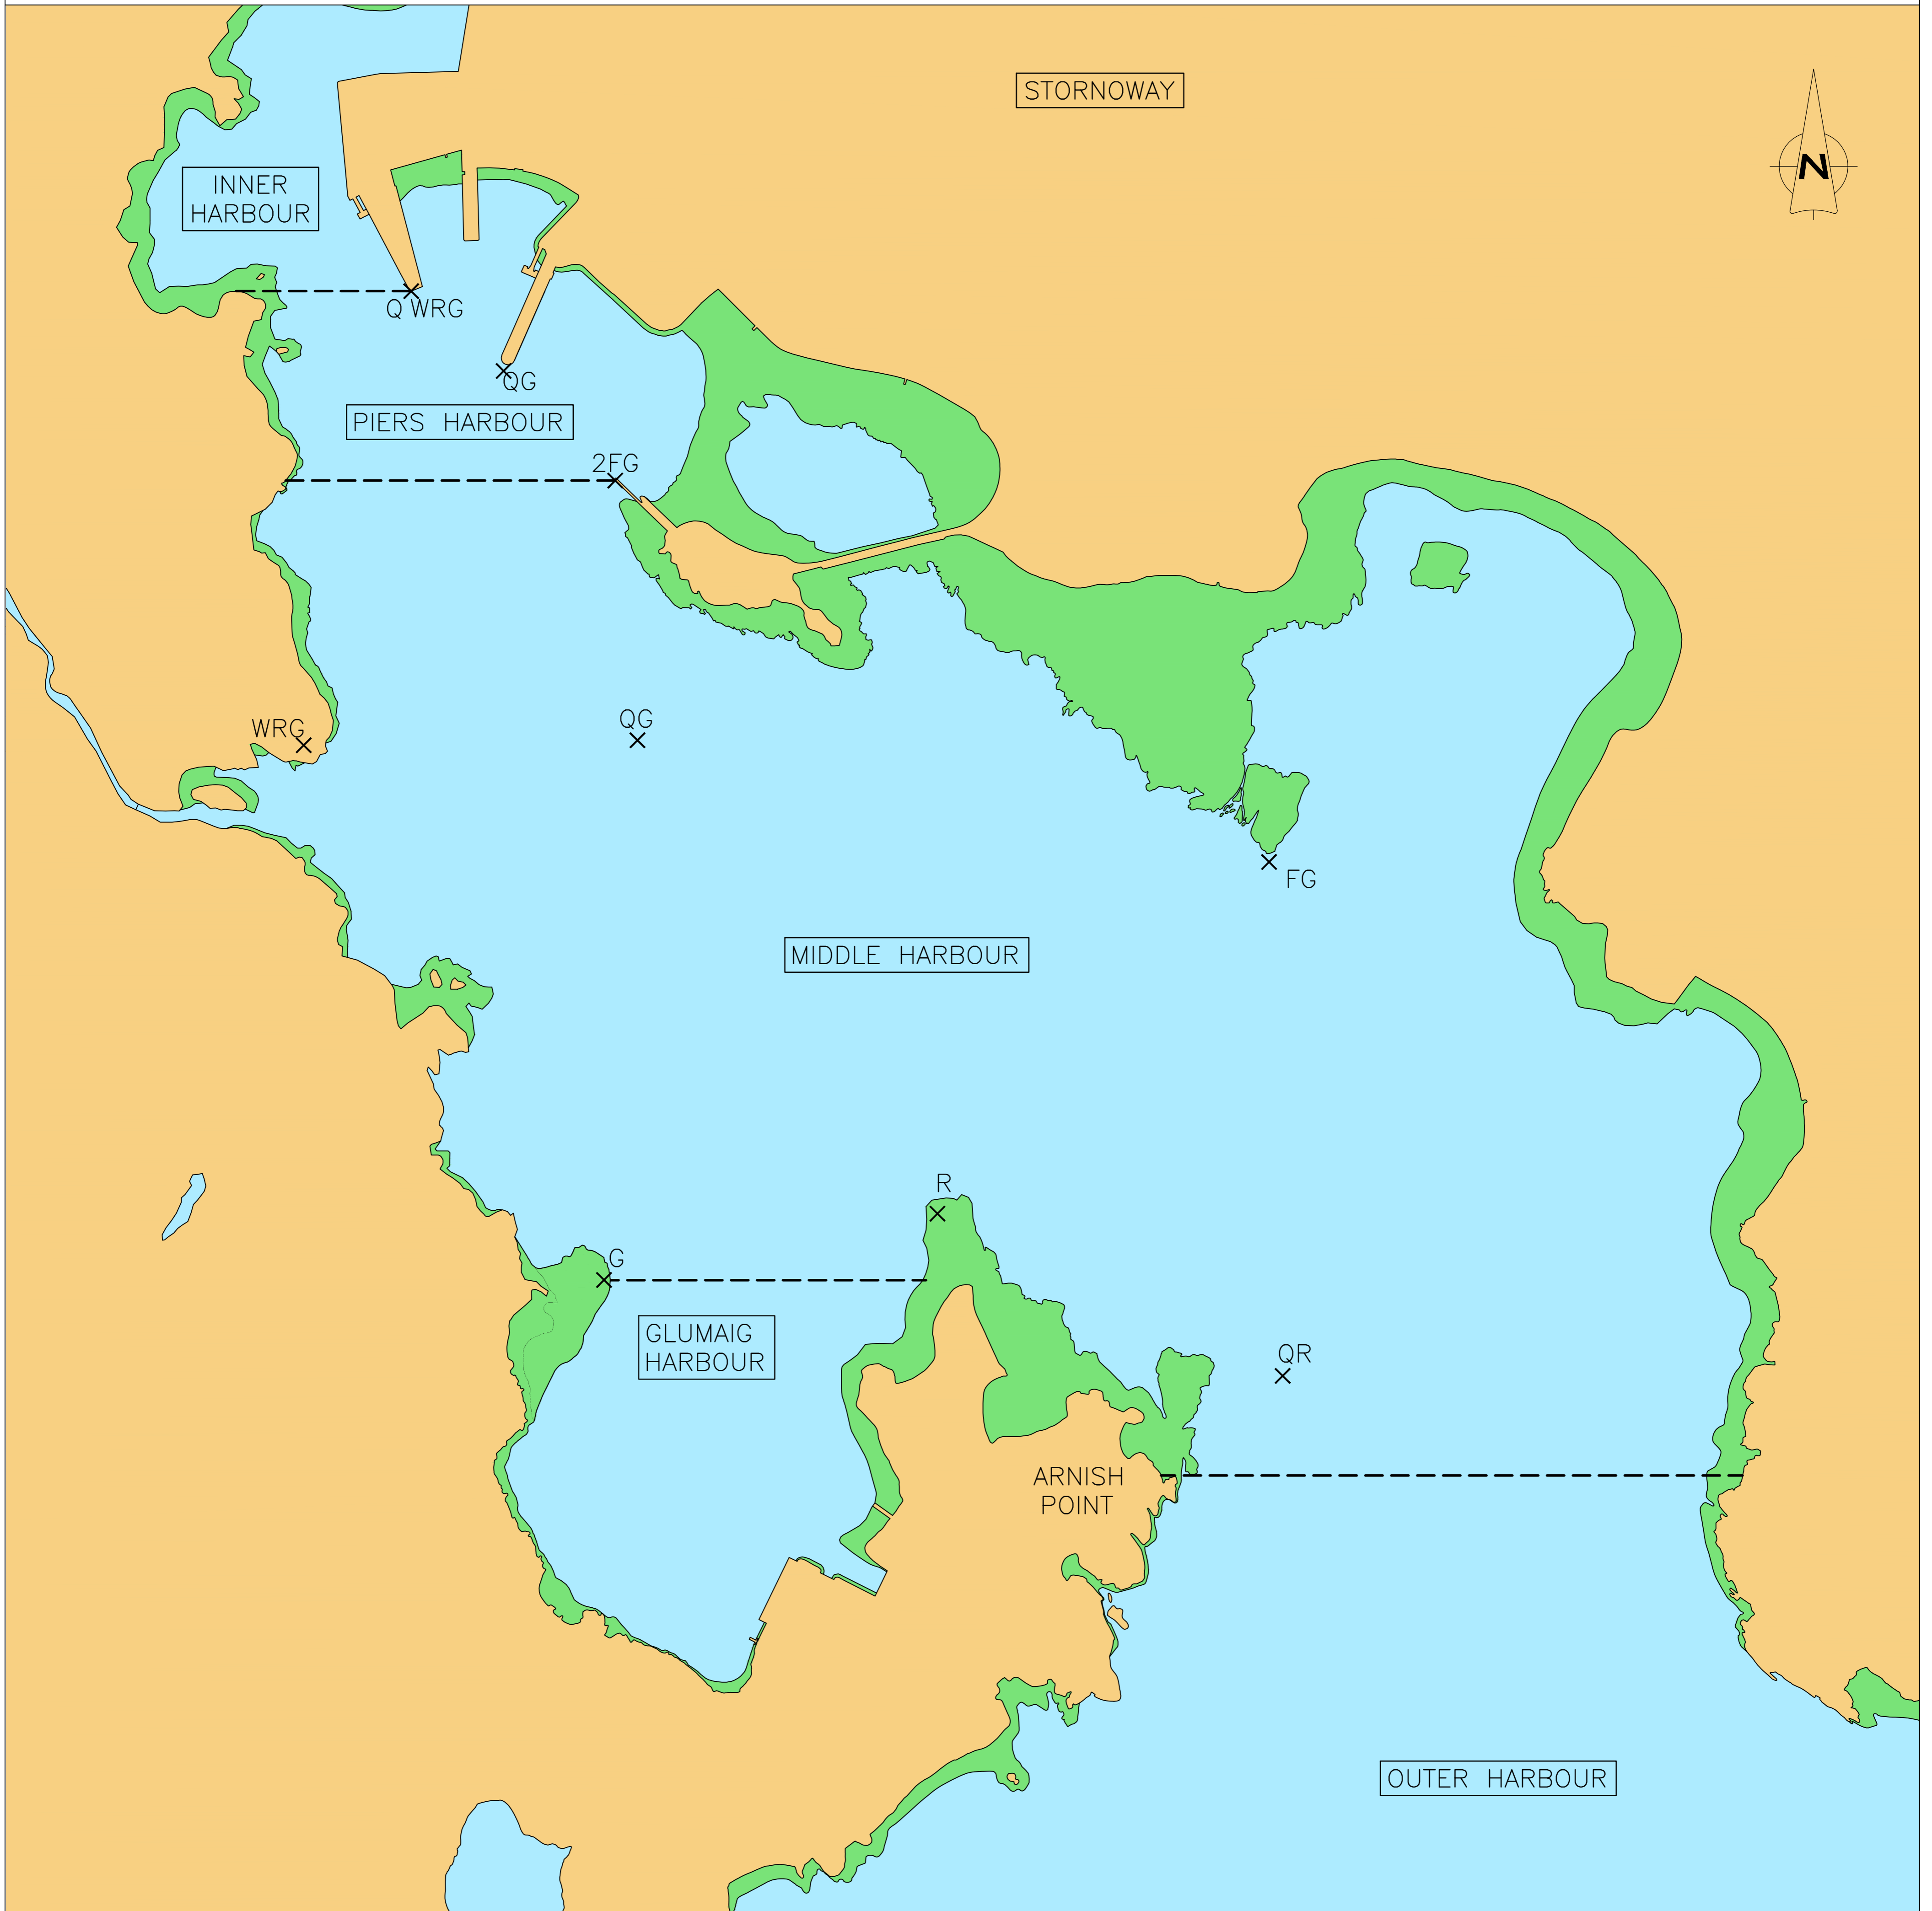 STORNOWAY
N
INNER
HARBOUR
Q WRG
QG
PIERS HARBOUR
2FG
WRG
QG
FG
MIDDLE HARBOUR
R
G
GLUMAIG
HARBOUR
QR
ARNISH
POINT
OUTER HARBOUR